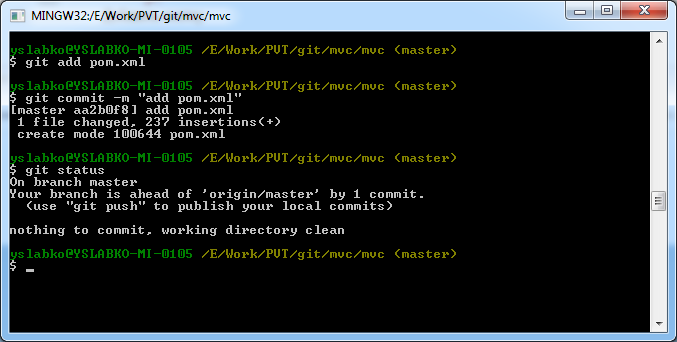 MINGW32:/E/Work/PVT/git/mvc/mvc
yslabko@YSLABKO-MI-0105 /E/Work/PVT/git/mvc/mvc (master)
$ git add pom.xml
yslabko@YSLABKO-MI-0105 /E/Work/PVT/git/mvc/mvc (master)
$ git commit -m "add pom.xml"
[master aa2b0f8] add pom.xml
 1 file changed, 237 insertions(+)
 create mode 100644 pom.xml
yslabko@YSLABKO-MI-0105 /E/Work/PVT/git/mvc/mvc (master)
$ git status
On branch master
Your branch is ahead of 'origin/master' by 1 commit.
  (use "git push" to publish your local commits)
nothing to commit, working directory clean
yslabko@YSLABKO-MI-0105 /E/Work/PVT/git/mvc/mvc (master)
$ _